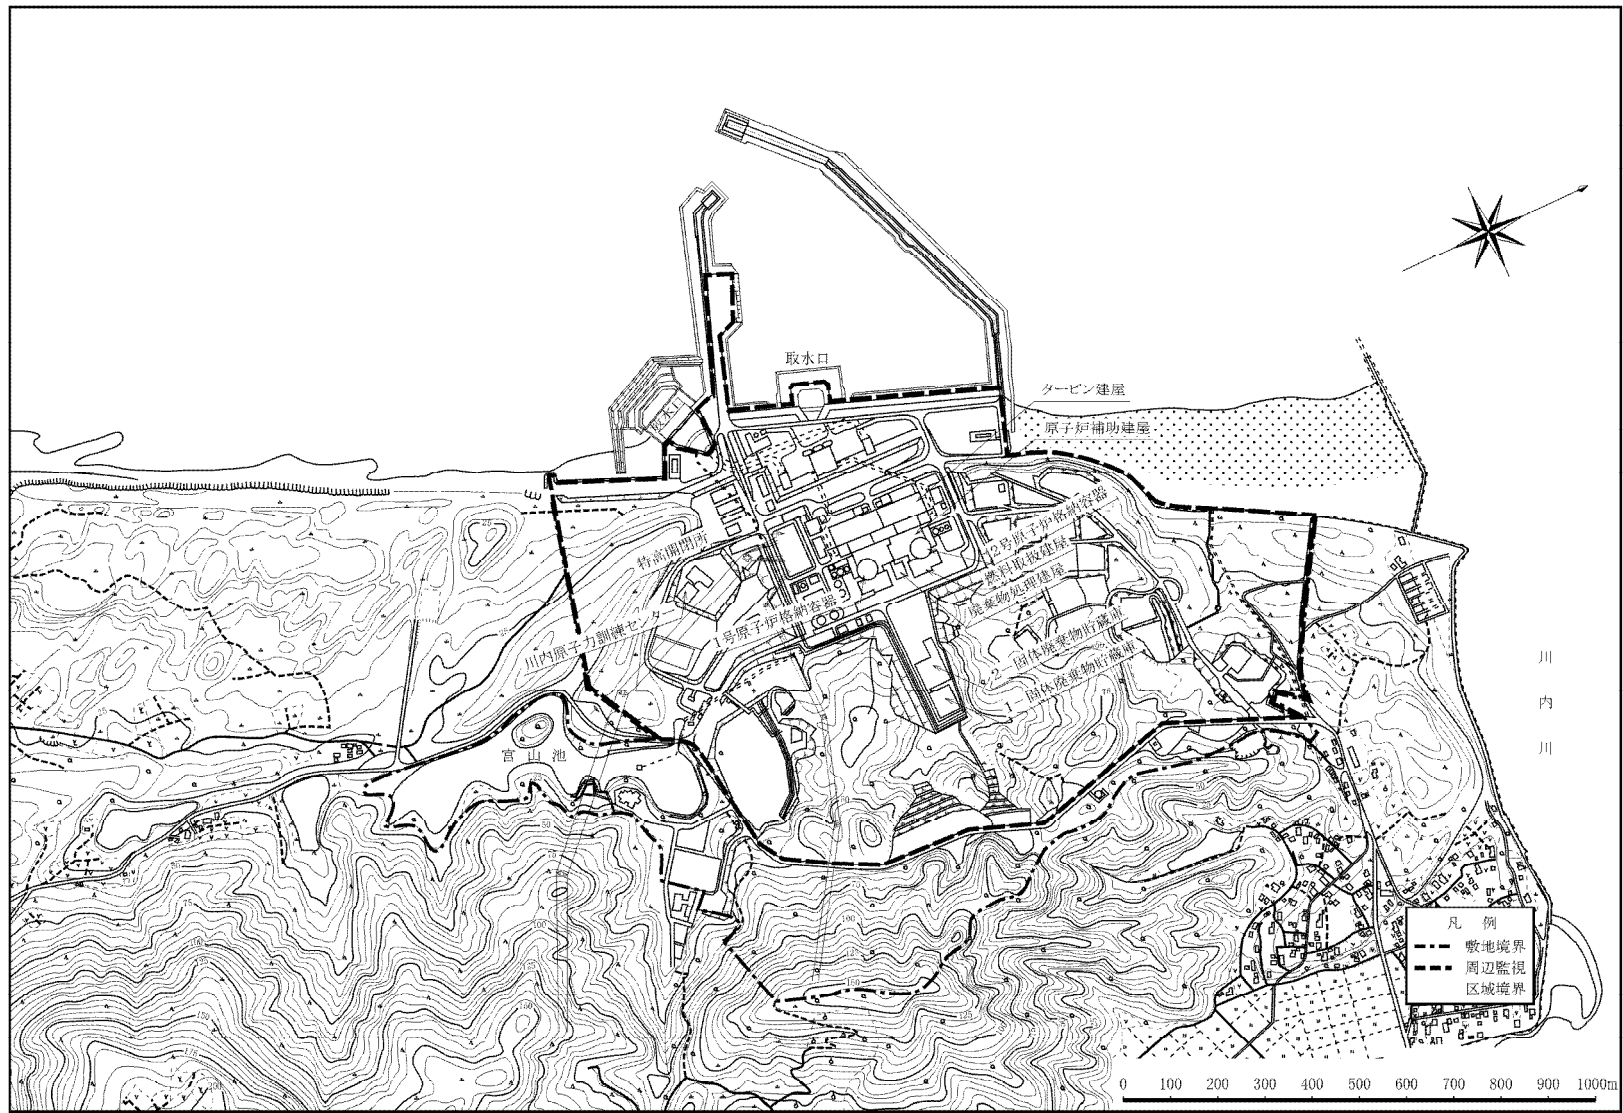 取水口
タービン建屋
原子炉補助建屋
放水口
2号原子炉格納容器
燃料取扱建屋
廃棄物処理建屋
2-固体廃棄物貯蔵庫
1-固体廃棄物貯蔵庫
特高開閉所
川内原子力訓練センター
1号原子炉格納容器
宮山池
川
内
川
凡 例
敷地境界
周辺監視
区域境界
0 100 200 300 400 500 600 700 800 900 1000m